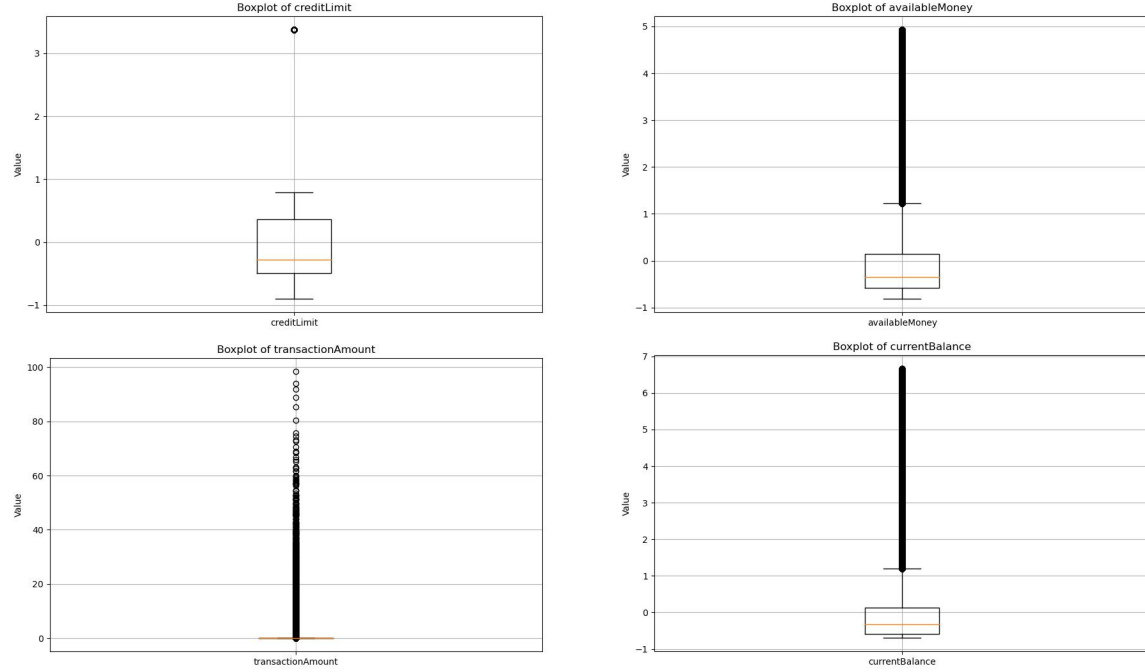 Boxplot of creditLimit
3
2
1
0
−1
Value
creditLimit
Boxplot of availableMoney
5
4
3
2
1
0
−1
Value
availableMoney
Boxplot of transactionAmount
100
80
60
40
20
0
Value
transactionAmount
Boxplot of currentBalance
7
6
5
4
3
2
1
0
−1
Value
currentBalance